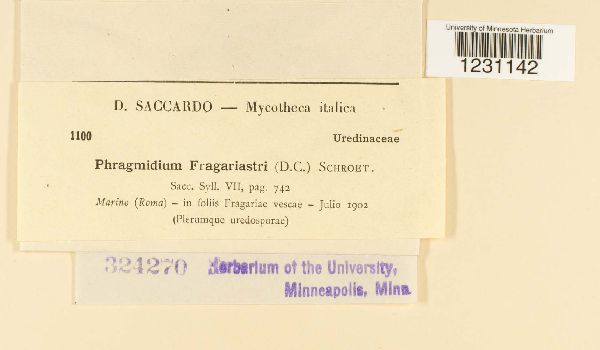 University of Minnesota Herbarium
1231142
D. SACCARDO — Mycotheca italica
1100 Uredinaceae
Phragmidium Fragariastri (D.C.) SCHROET.
Sacc. Syll. VII, pag. 742
Marino (Roma) – in foliis Fragariae vescae – Julio 1902
(Plerumque uredosporae)
324270 Herbarium of the University,
Minneapolis, Minn